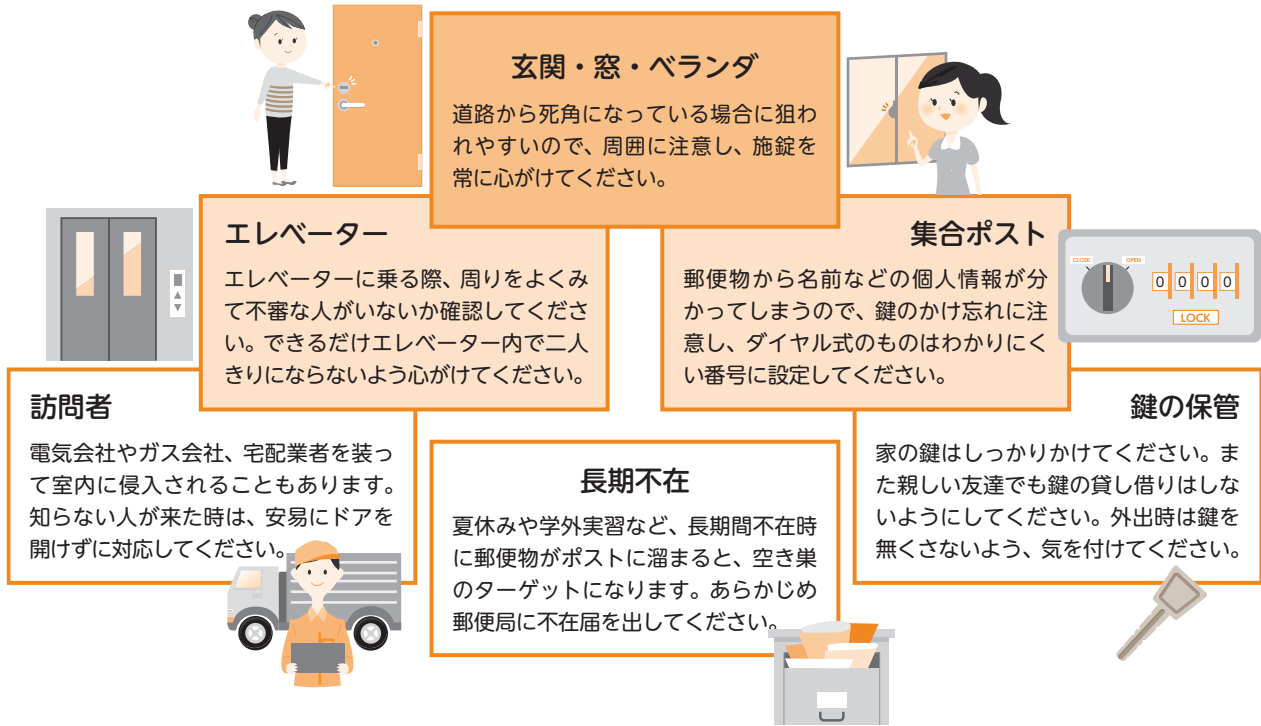 玄関・窓・ベランダ
道路から死角になっている場合に狙わ
れやすいので、周囲に注意し、施錠を
常に心がけてください。
エレベーター
エレベーターに乗る際、周りをよくみ
て不審な人がいないか確認してくださ
い。できるだけエレベーター内で二人
きりにならないよう心がけてください。
集合ポスト
郵便物から名前などの個人情報が分
かってしまうので、鍵のかけ忘れに注
意し、ダイヤル式のものはわかりにく
い番号に設定してください。
CLOSE OPEN
0 0 0 0
LOCK
訪問者
電気会社やガス会社、宅配業者を装っ
て室内に侵入されることもあります。
知らない人が来た時は、安易にドアを
開けずに対応してください。
長期不在
夏休みや学外実習など、長期間不在時
に郵便物がポストに溜まると、空き巣
のターゲットになります。あらかじめ
郵便局に不在届を出してください。
鍵の保管
家の鍵はしっかりかけてください。ま
た親しい友達でも鍵の貸し借りはしな
いようにしてください。外出時は鍵を
無くさないよう、気を付けてください。